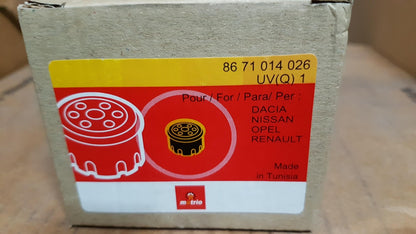 86 71 014 026
UV(Q) 1
Pour / For / Para/ Per :
DACIA
NISSAN
OPEL
RENAULT
Made
in Tunisia
motrio